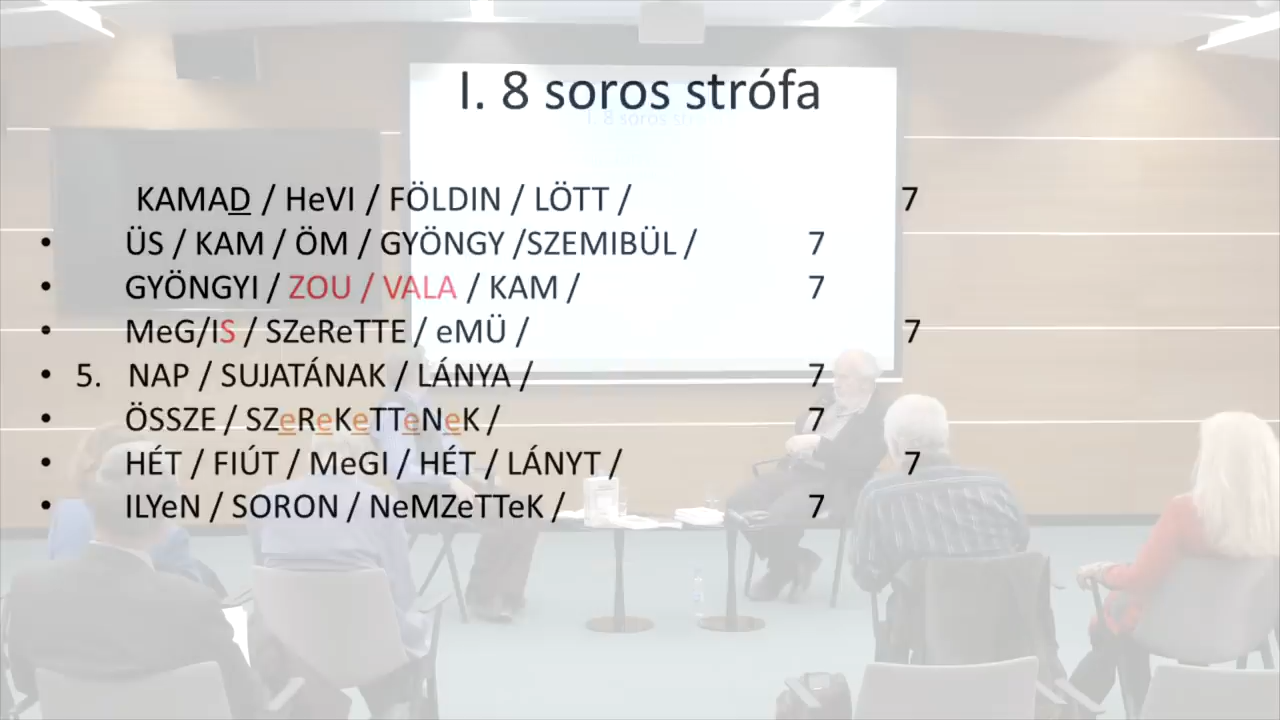 I. 8 soros strófa
KAMAD / HeVI / FÖLDIN / LÖTT / 7
• ÜS / KAM / ÖM / GYÖNGY /SZEMIBÜL / 7
• GYÖNGYI / ZOU / VALA / KAM / 7
• MeG/IS / SZeReTTE / eMÜ / 7
• 5. NAP / SUJATÁNAK / LÁNYA / 7
• ÖSSZE / SZeReKeTTeNeK / 7
• HÉT / FIÚT / MeGI / HÉT / LÁNYT / 7
• ILYeN / SORON / NeMZeTTeK / 7